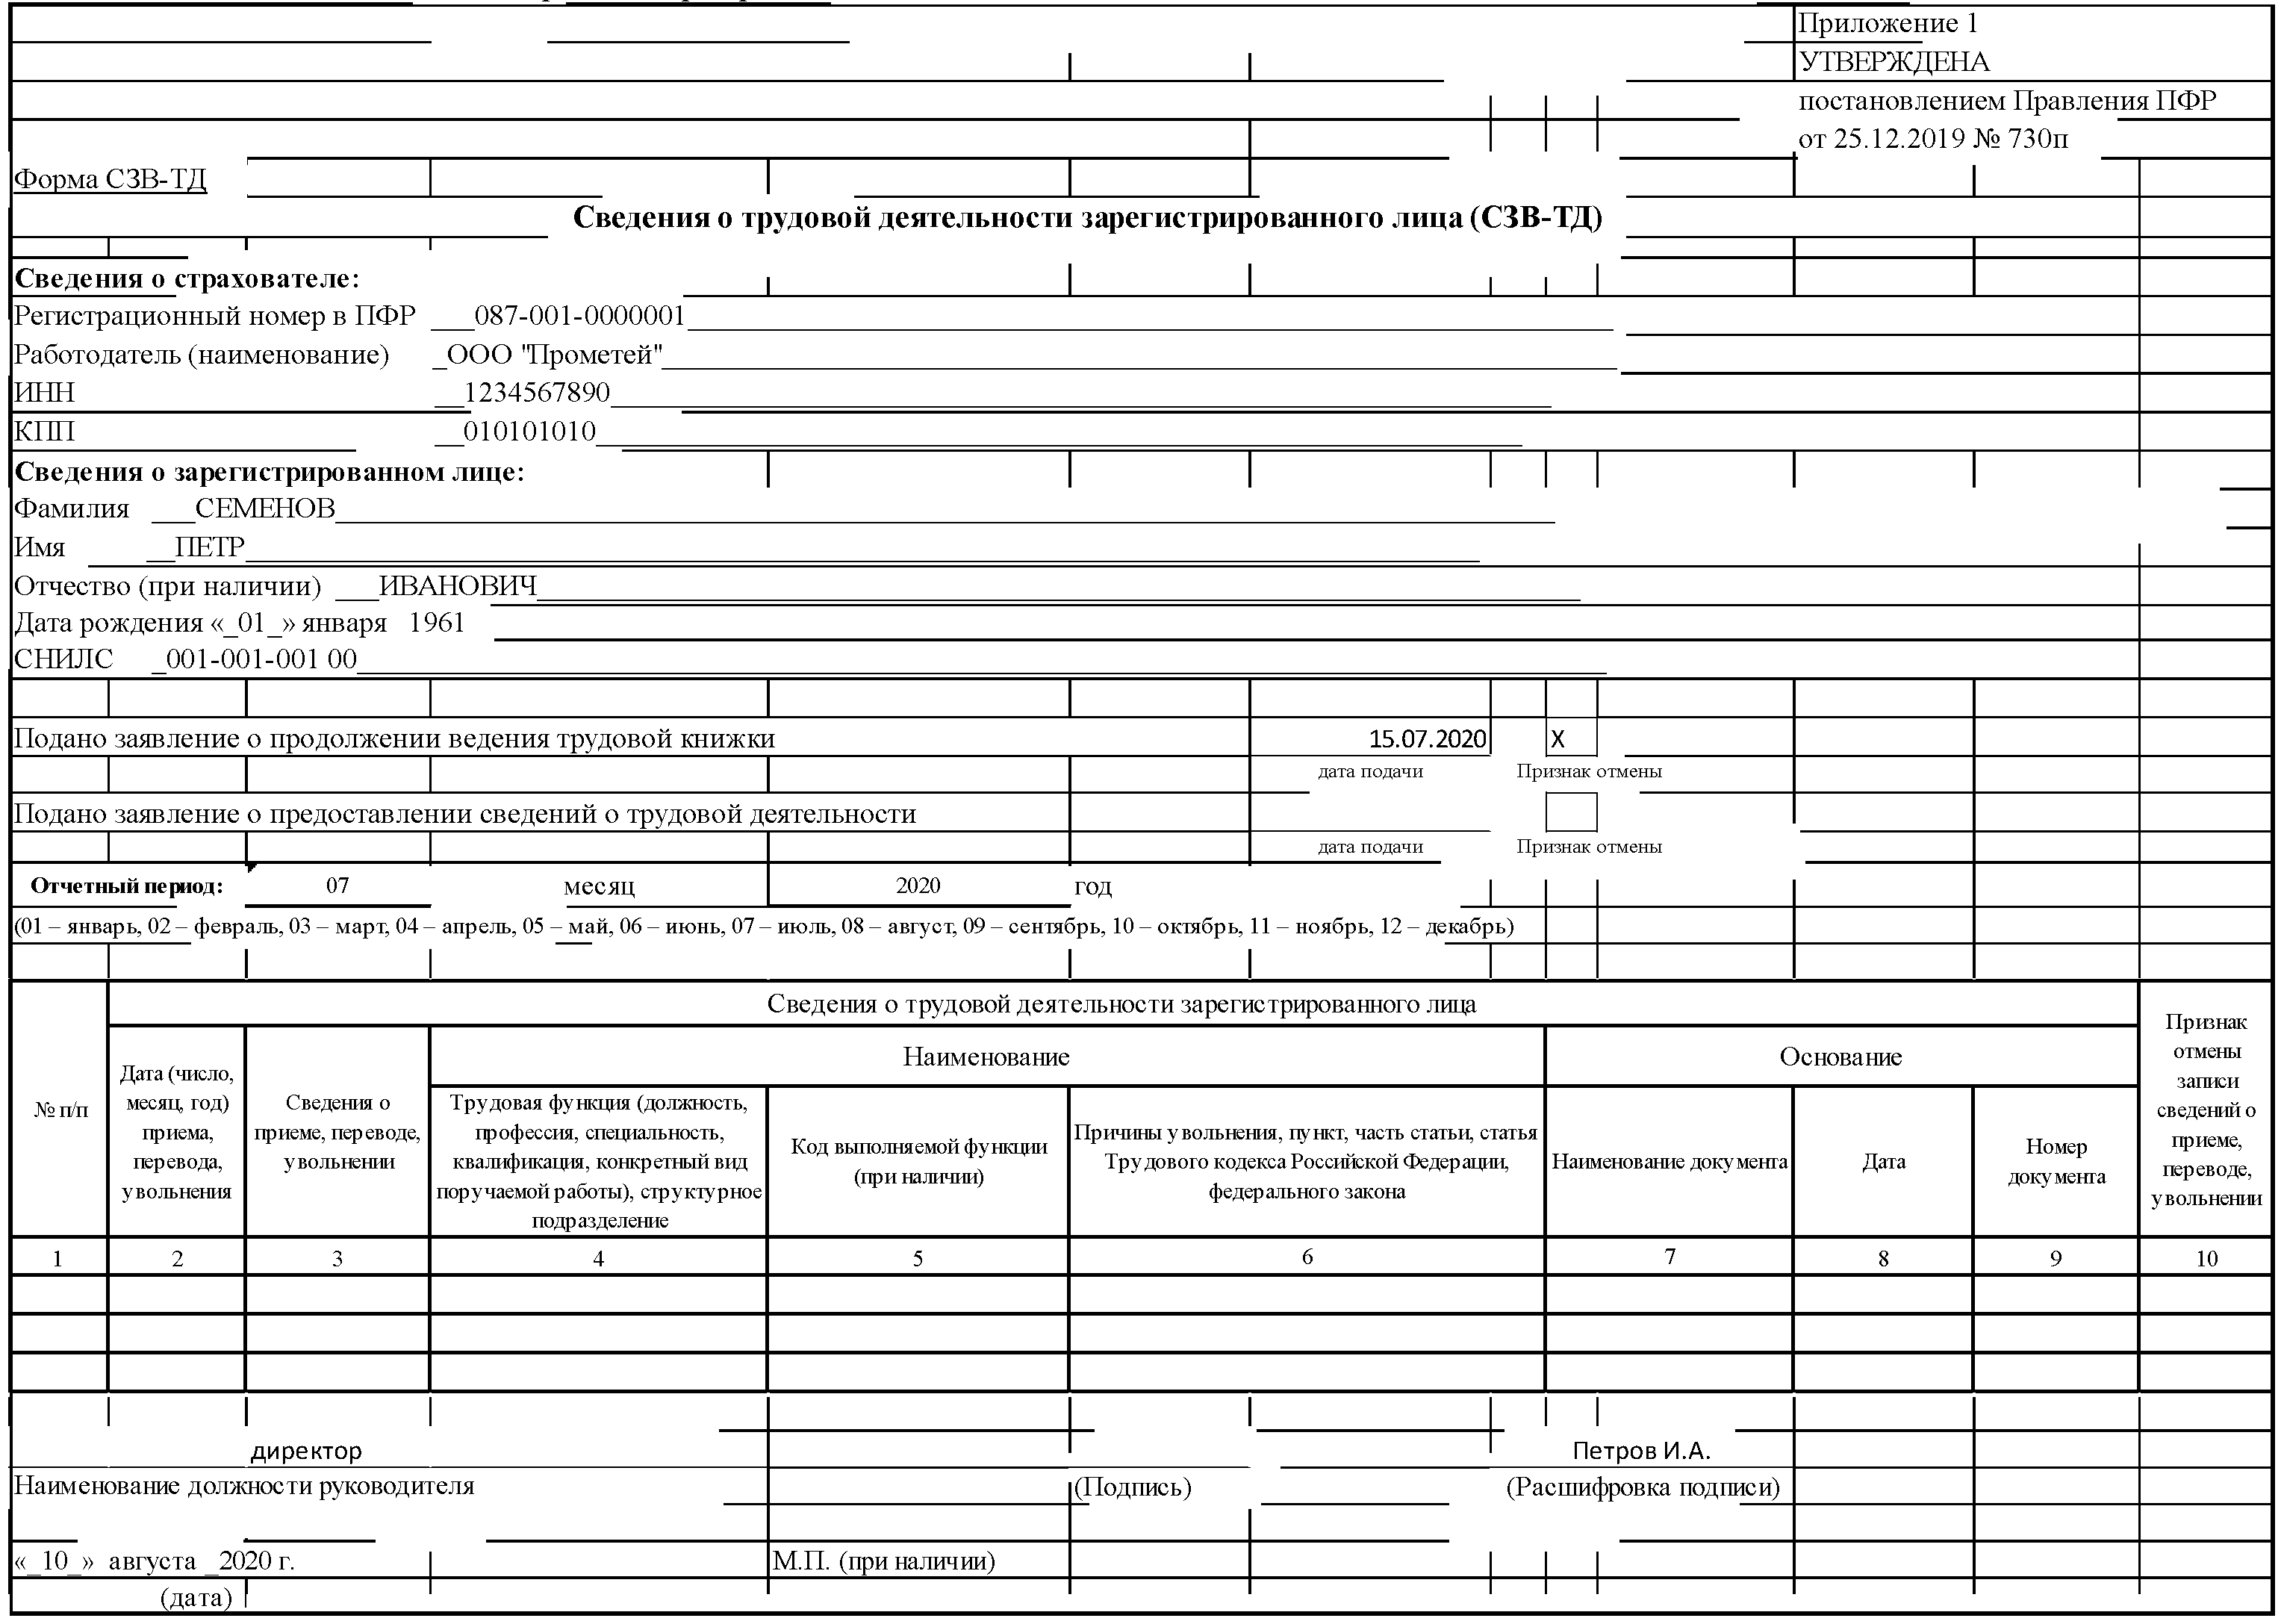 Приложение 1
УТВЕРЖДЕНА
постановлением Правления ПФР
от 25.12.2019 № 730п
Форма СЗВ-ТД
Сведения о трудовой деятельности зарегистрированного лица (СЗВ-ТД)
Сведения о страхователе:
Регистрационный номер в ПФР ___087-001-0000001
Работодатель (наименование) _ООО "Прометей"
ИНН __1234567890
КПП __010101010
Сведения о зарегистрированном лице:
Фамилия ___СЕМЕНОВ
Имя __ПЕТР
Отчество (при наличии) ___ИВАНОВИЧ
Дата рождения «_01_» января 1961
СНИЛС _001-001-001 00
Подано заявление о продолжении ведения трудовой книжки 15.07.2020 X
дата подачи Признак отмены
Подано заявление о предоставлении сведений о трудовой деятельности
дата подачи Признак отмены
Отчетный период: 07 месяц 2020 год
(01 – январь, 02 – февраль, 03 – март, 04 – апрель, 05 – май, 06 – июнь, 07 – июль, 08 – август, 09 – сентябрь, 10 – октябрь, 11 – ноябрь, 12 – декабрь)
№ п/п
Сведения о трудовой деятельности зарегистрированного лица
Дата (число,
месяц, год)
приема,
перевода,
увольнения
Сведения о
приеме, переводе,
увольнении
Наименование
Трудовая функция (должность,
профессия, специальность,
квалификация, конкретный вид
поручаемой работы), структурное
подразделение
Код выполняемой функции
(при наличии)
Причины увольнения, пункт, часть статьи, статья
Трудового кодекса Российской Федерации,
федерального закона
Основание
Наименование документа
Дата
Номер
документа
Признак
отмены
записи
сведений о
приеме,
переводе,
увольнении
1 2 3 4 5 6 7 8 9 10
директор Петров И.А.
Наименование должности руководителя (Подпись) (Расшифровка подписи)
«_10_» августа _2020 г. М.П. (при наличии)
(дата)